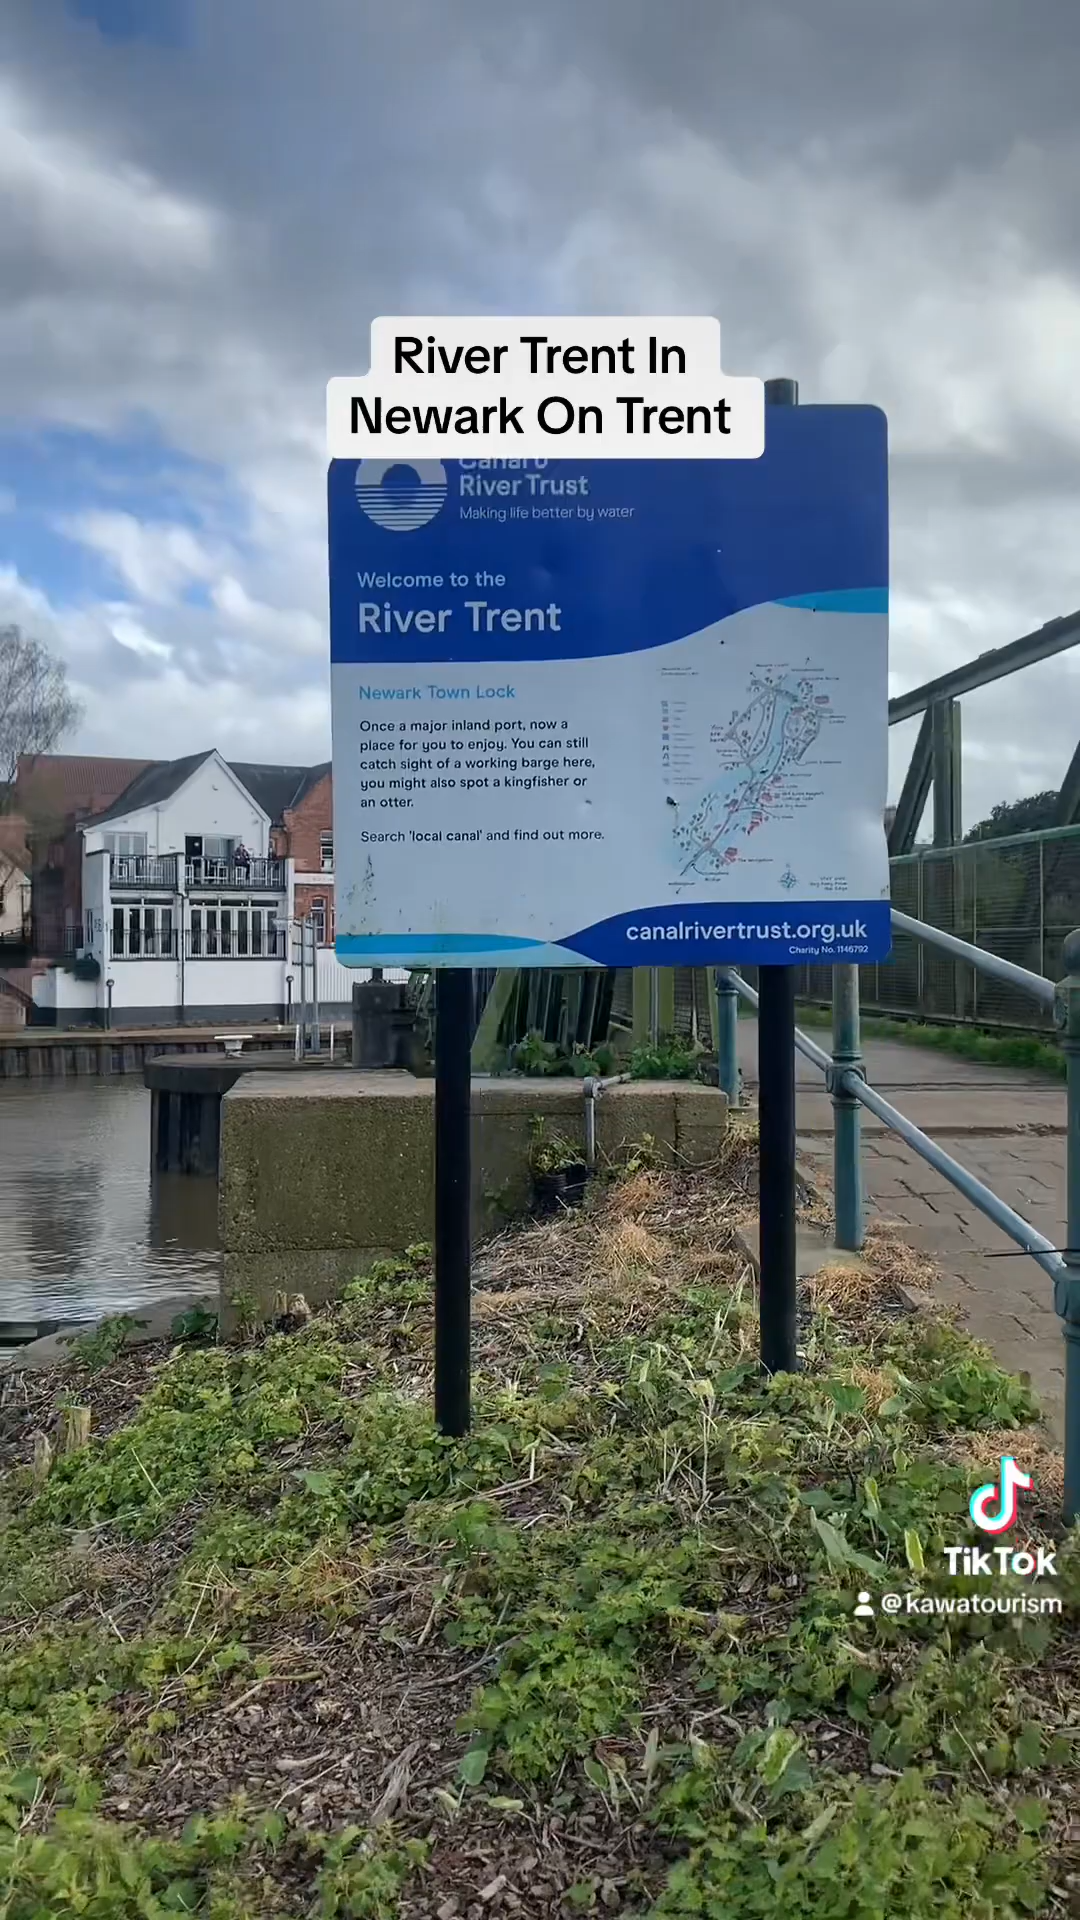 River Trent In
Newark On Trent
River Trust
Making life better by water
Welcome to the
River Trent
Newark Town Lock
Once a major inland port, now a
place for you to enjoy. You can still
catch sight of a working barge here,
you might also spot a kingfisher or
an otter.
Search 'local canal' and find out more.
canalrivertrust.org.uk
Charity No. 1146792
TikTok
@kawatourism